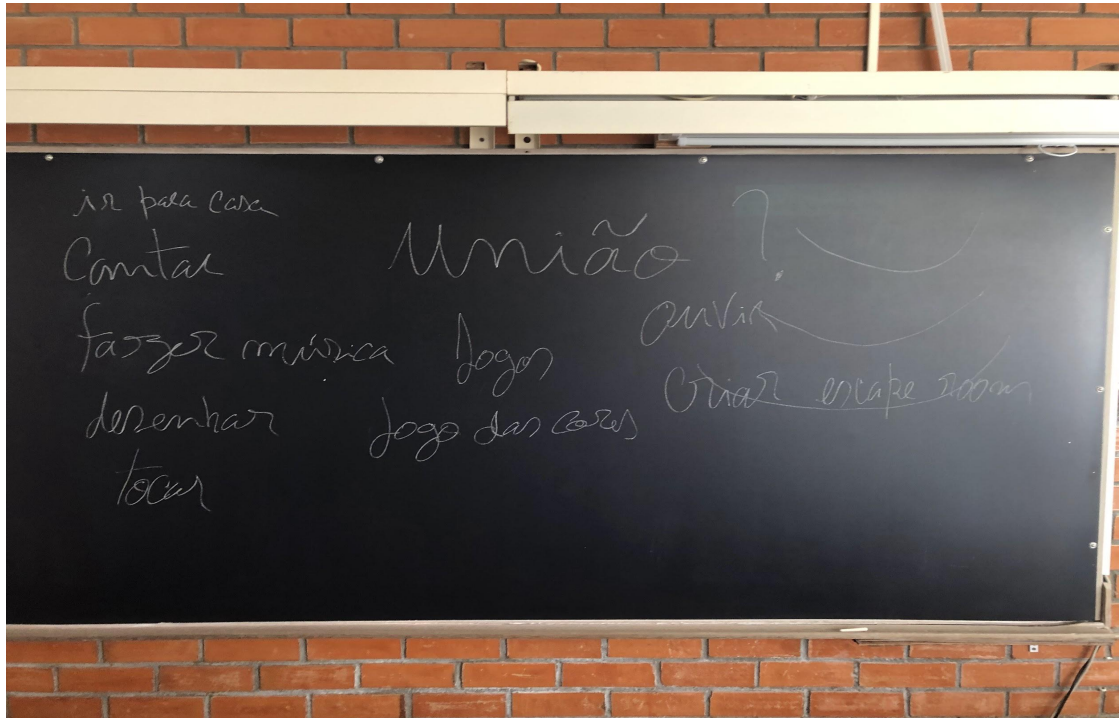 ir para casa
Cantar
fazer música
desenhar
tocar
União ?
Jogos
Jogo das cores
ouvir
Criar escape room